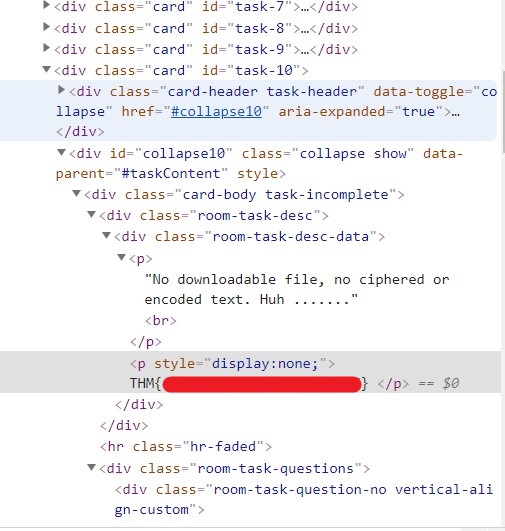 <div class="card" id="task-7">…</div>
<div class="card" id="task-8">…</div>
<div class="card" id="task-9">…</div>
<div class="card" id="task-10">
<div class="card-header task-header" data-toggle="co
llapse" href="#collapse10" aria-expanded="true">…
</div>
<div id="collapse10" class="collapse show" data-
parent="#taskContent" style>
<div class="card-body task-incomplete">
<div class="room-task-desc">
<div class="room-task-desc-data">
<p>
"No downloadable file, no ciphered or
encoded text. Huh ......."
<br>
</p>
<p style="display:none;">
THM{} </p> == $0
</div>
</div>
<hr class="hr-faded">
<div class="room-task-questions">
<div class="room-task-question-no vertical-ali
gn-custom">